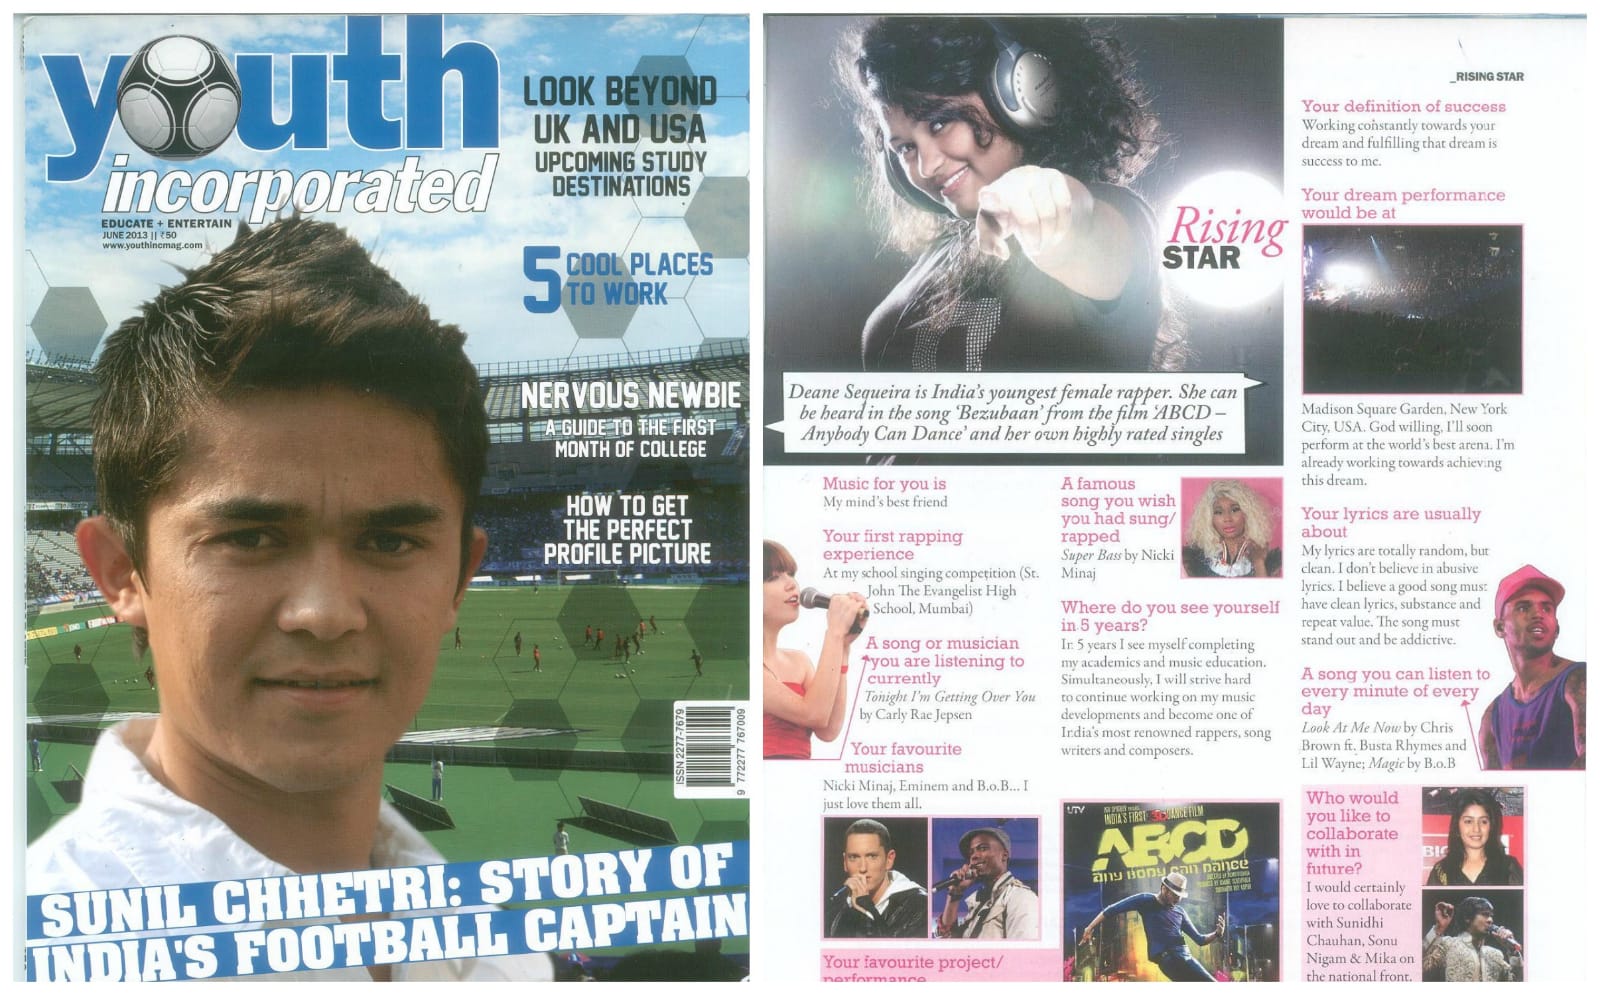 youth
incorporated
EDUCATE + ENTERTAIN
JUNE 2013 || ₹50
www.youthincmag.com
LOOK BEYOND
UK AND USA
UPCOMING STUDY
DESTINATIONS
5 COOL PLACES
TO WORK
NERVOUS NEWBIE
A GUIDE TO THE FIRST
MONTH OF COLLEGE
HOW TO GET
THE PERFECT
PROFILE PICTURE
ISSN 2277-7679
9 772277 767009
SUNIL CHHETRI: STORY OF
INDIA'S FOOTBALL CAPTAIN
_RISING STAR
Rising
STAR
Deane Sequeira is India's youngest female rapper. She can
be heard in the song 'Bezubaan' from the film 'ABCD –
Anybody Can Dance' and her own highly rated singles
Music for you is
My mind's best friend
Your first rapping
experience
At my school singing competition (St.
John The Evangelist High
School, Mumbai)
A song or musician
you are listening to
currently
Tonight I'm Getting Over You
by Carly Rae Jepsen
Your favourite
musicians
Nicki Minaj, Eminem and B.o.B... I
just love them all.
Your favourite project/
performance
A famous
song you wish
you had sung/
rapped
Super Bass by Nicki
Minaj
Where do you see yourself
in 5 years?
In 5 years I see myself completing
my academics and music education.
Simultaneously, I will strive hard
to continue working on my music
developments and become one of
India's most renowned rappers, song
writers and composers.
UTV
INDIA'S FIRST 3D DANCE FILM
ABCD
any BODY can Dance
Your definition of success
Working constantly towards your
dream and fulfilling that dream is
success to me.
Your dream performance
would be at
Madison Square Garden, New York
City, USA. God willing, I'll soon
perform at the world's best arena. I'm
already working towards achieving
this dream.
Your lyrics are usually
about
My lyrics are totally random, but
clean. I don't believe in abusive
lyrics. I believe a good song must
have clean lyrics, substance and
repeat value. The song must
stand out and be addictive.
A song you can listen to
every minute of every
day
Look At Me Now by Chris
Brown ft. Busta Rhymes and
Lil Wayne; Magic by B.o.B
Who would
you like to
collaborate
with in
future?
I would certainly
love to collaborate
with Sunidhi
Chauhan, Sonu
Nigam & Mika on
the national front.
BIG